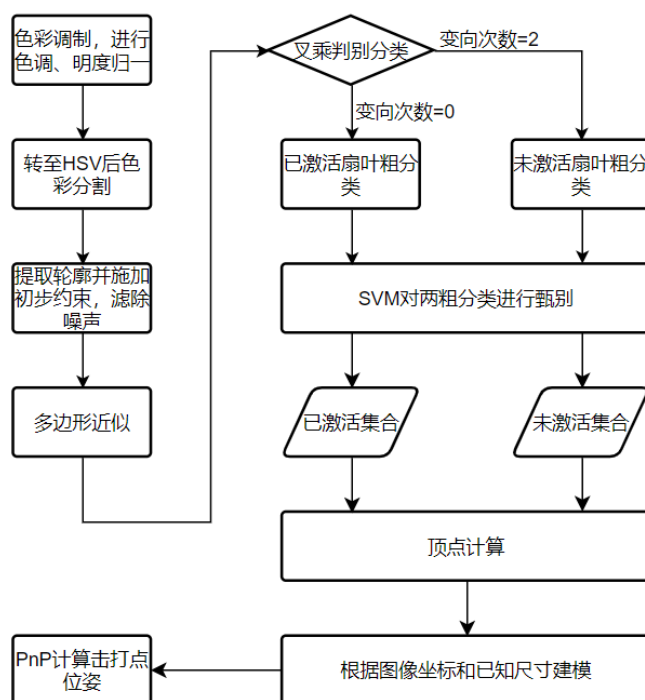 色彩调制，进行
色调、明度归一
转至HSV后色
彩分割
提取轮廓并施加
初步约束，滤除
噪声
多边形近似
叉乘判别分类
变向次数=2
变向次数=0
已激活扇叶粗分
类
未激活扇叶粗分
类
SVM对两粗分类进行甄别
已激活集合
未激活集合
顶点计算
根据图像坐标和已知尺寸建模
PnP计算击打点
位姿